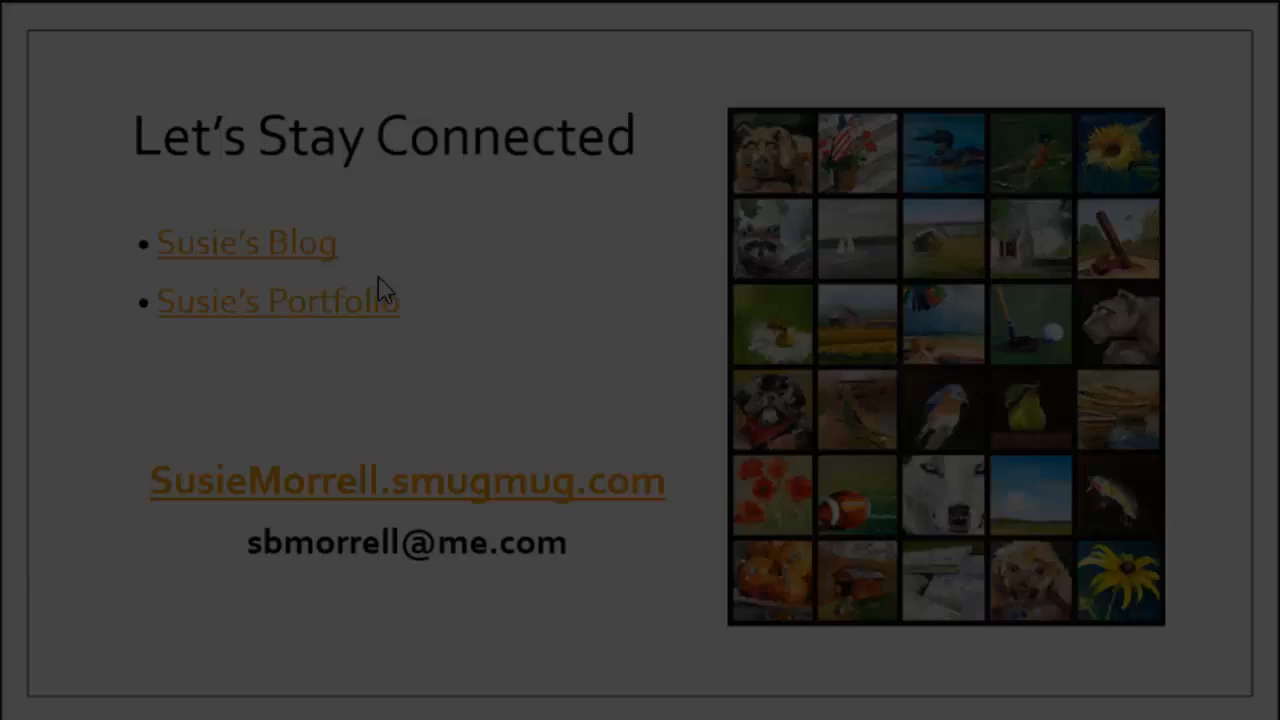 Let's Stay Connected
• Susie's Blog
• Susie's Portfolio
SusieMorrell.smugmug.com
sbmorrell@me.com